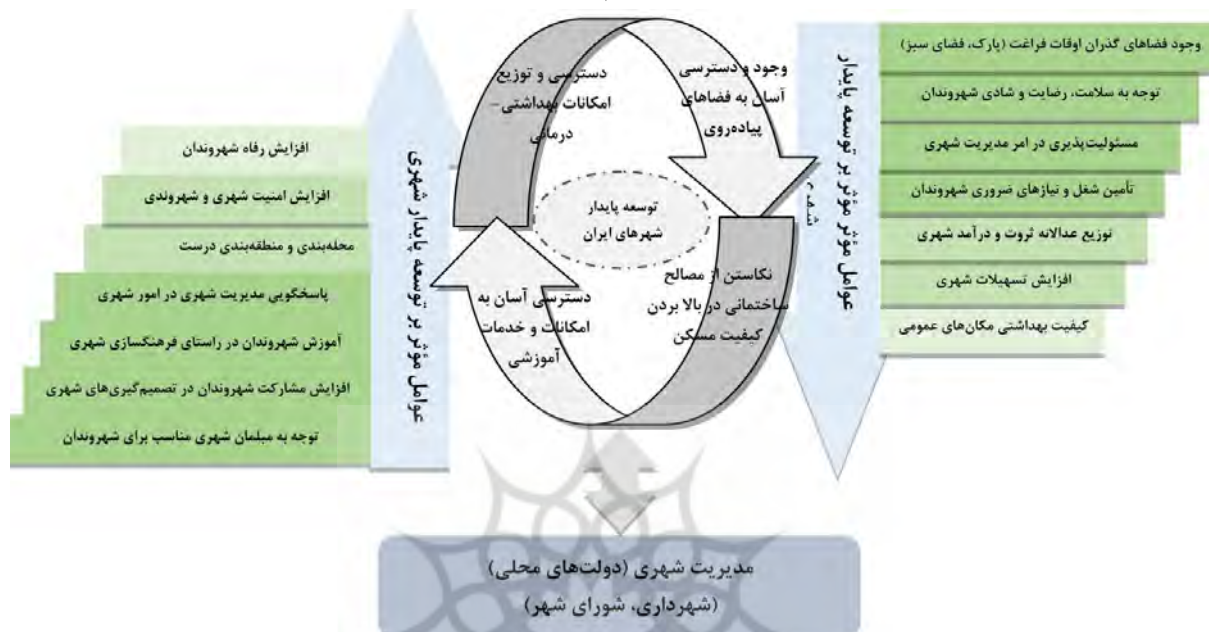 وجود فضاهای گذران اوقات فراغت (پارک، فضای سبز)
توجه به سلامت، رضایت و شادی شهروندان
مسئولیت‌پذیری در امر مدیریت شهری
تأمین شغل و نیازهای ضروری شهروندان
توزیع عدالانه ثروت و درآمد شهری
افزایش تسهیلات شهری
کیفیت بهداشتی مکان‌های عمومی
عوامل مؤثر بر توسعه پایدار
وجود و دسترسی
آسان به فضاهای
پیاده‌روی
دسترسی و توزیع
امکانات بهداشتی-
درمانی
توسعه پایدار
شهرهای ایران
نکاستن از مصالح
ساختمانی در بالا بردن
کیفیت مسکن
دسترسی آسان به
امکانات و خدمات
آموزشی
عوامل مؤثر بر توسعه پایدار شهری
افزایش رفاه شهروندان
افزایش امنیت شهری و شهروندی
محله‌بندی و منطقه‌بندی درست
پاسخگویی مدیریت شهری در امور شهری
آموزش شهروندان در راستای فرهنگسازی شهری
افزایش مشارکت شهروندان در تصمیم‌گیری‌های شهری
توجه به مبلمان شهری مناسب برای شهروندان
مدیریت شهری (دولت‌های محلی)
(شهرداری، شورای شهر)